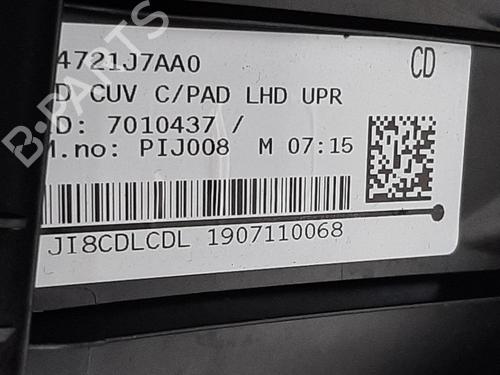 4721J7AA0 CD
D CUV C/PAD LHD UPR
D: 7010437 /
M.no: PIJ008 M 07:15
JI8CDLCDL 1907110068
B-PARTS